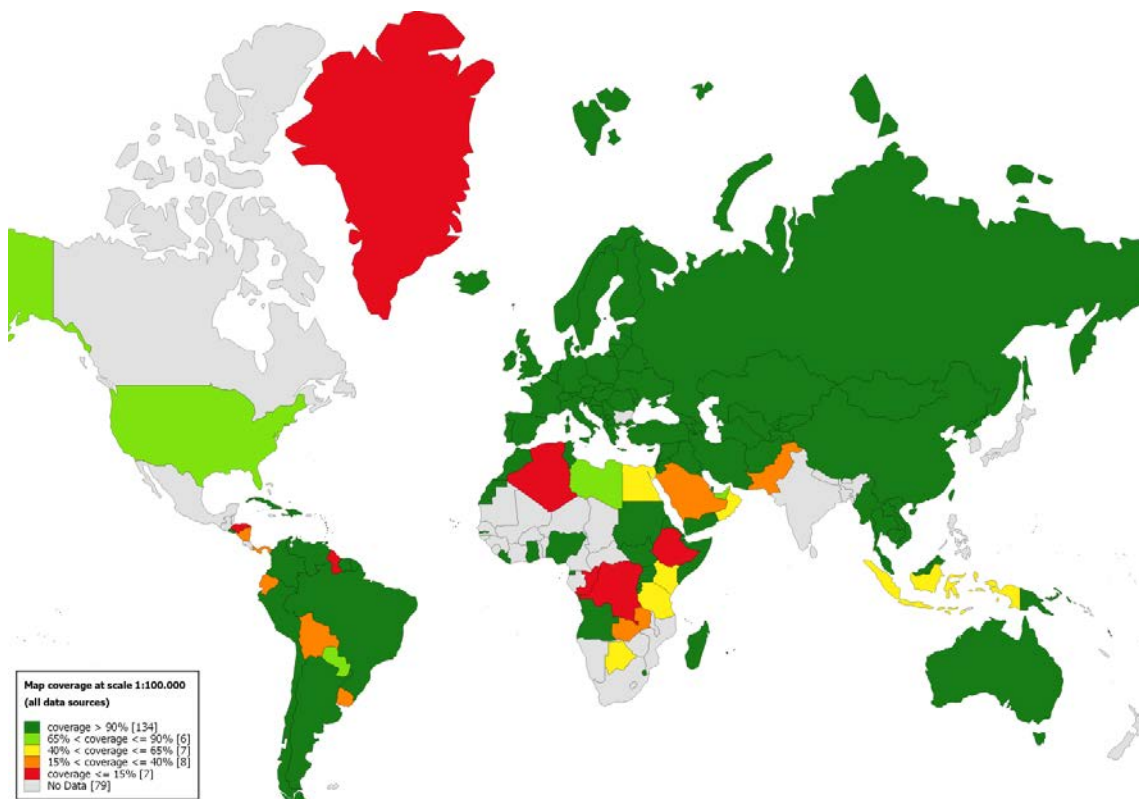 Map coverage at scale 1:100.000
(all data sources)
coverage > 90% [134]
65% < coverage <= 90% [6]
40% < coverage <= 65% [7]
15% < coverage <= 40% [8]
coverage <= 15% [7]
No Data [79]